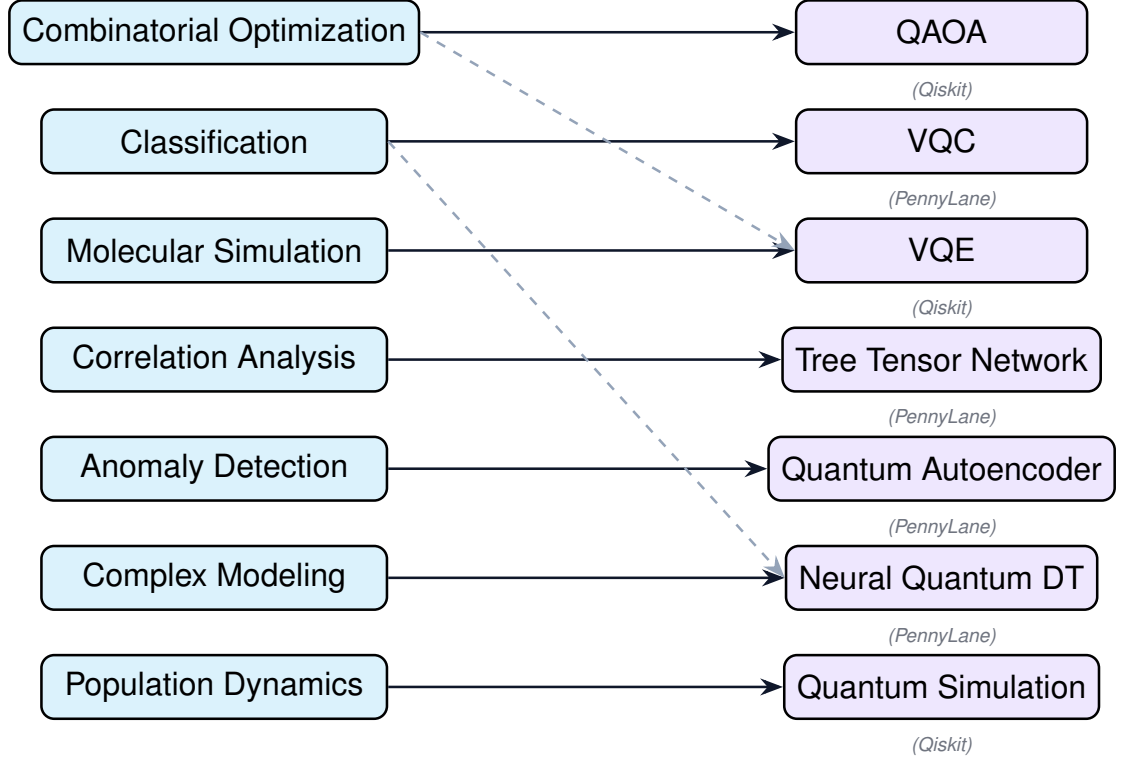 Combinatorial Optimization
QAOA
(Qiskit)
Classification
VQC
(PennyLane)
Molecular Simulation
VQE
(Qiskit)
Correlation Analysis
Tree Tensor Network
(PennyLane)
Anomaly Detection
Quantum Autoencoder
(PennyLane)
Complex Modeling
Neural Quantum DT
(PennyLane)
Population Dynamics
Quantum Simulation
(Qiskit)